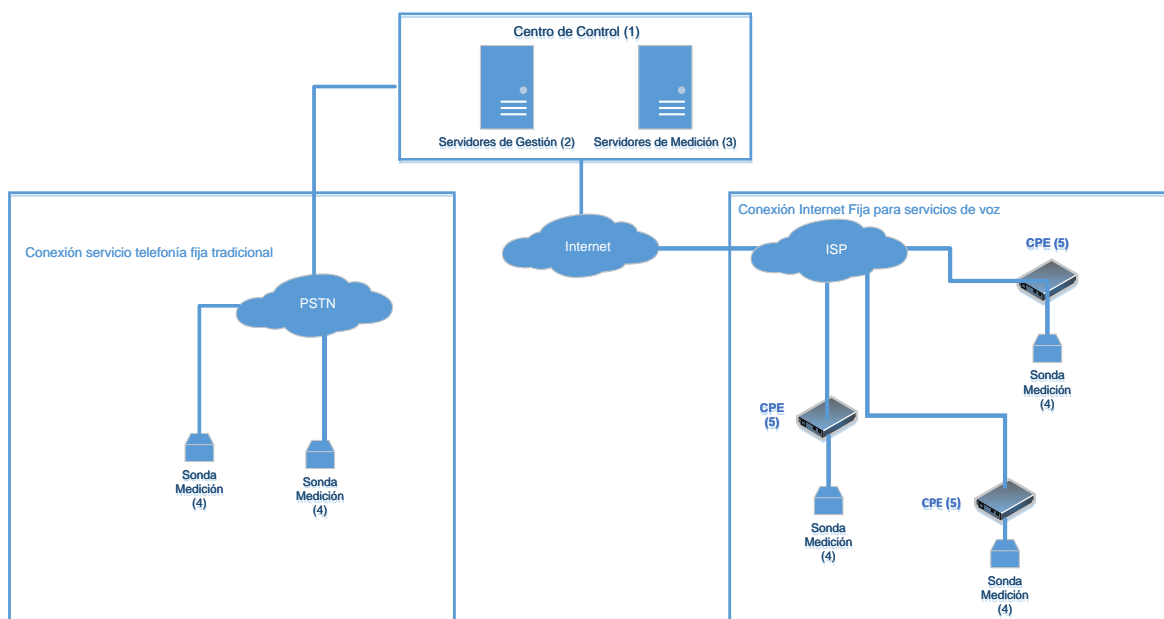 Centro de Control (1)
Servidores de Gestión (2)
Servidores de Medición (3)
Conexión servicio telefonía fija tradicional
PSTN
Sonda
Medición
(4)
Sonda
Medición
(4)
Internet
Conexión Internet Fija para servicios de voz
ISP
CPE (5)
Sonda
Medición
(4)
CPE
(5)
Sonda
Medición
(4)
CPE (5)
Sonda
Medición
(4)